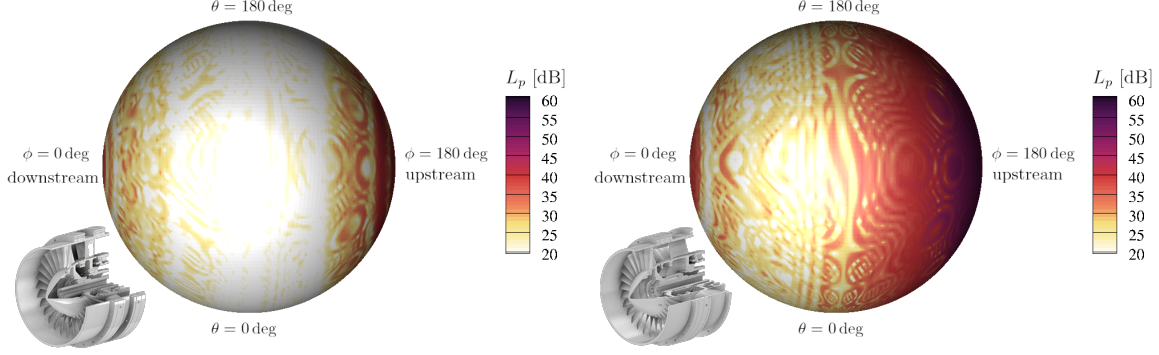 θ = 180 deg
L_p [dB]
60
55
50
45
40
35
30
25
20
ϕ = 0 deg
downstream
ϕ = 180 deg
upstream
θ = 0 deg
θ = 180 deg
L_p [dB]
60
55
50
45
40
35
30
25
20
ϕ = 0 deg
downstream
ϕ = 180 deg
upstream
θ = 0 deg